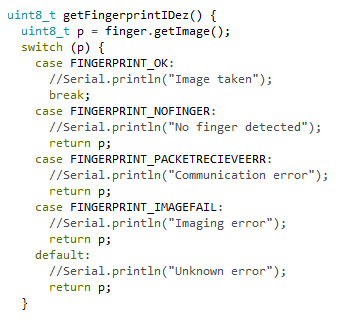 uint8_t getFingerprintIDez() {
  uint8_t p = finger.getImage();
  switch (p) {
    case FINGERPRINT_OK:
      //Serial.println("Image taken");
      break;
    case FINGERPRINT_NOFINGER:
      //Serial.println("No finger detected");
      return p;
    case FINGERPRINT_PACKETRECIEVEERR:
      //Serial.println("Communication error");
      return p;
    case FINGERPRINT_IMAGEFAIL:
      //Serial.println("Imaging error");
      return p;
    default:
      //Serial.println("Unknown error");
      return p;
  }